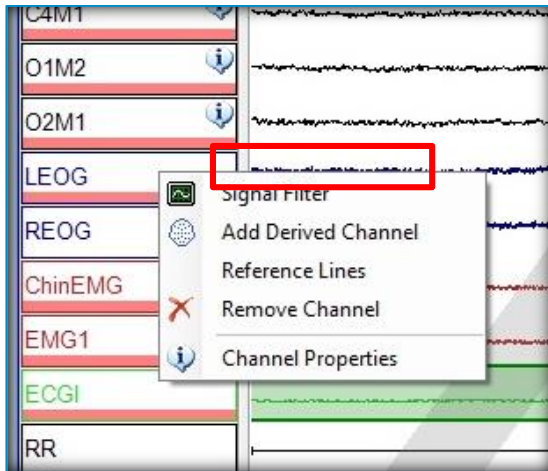 C4M1
O1M2
O2M1
LEOG
Signal Filter
REOG
Add Derived Channel
Reference Lines
ChinEMG
Remove Channel
EMG1
Channel Properties
ECGI
RR